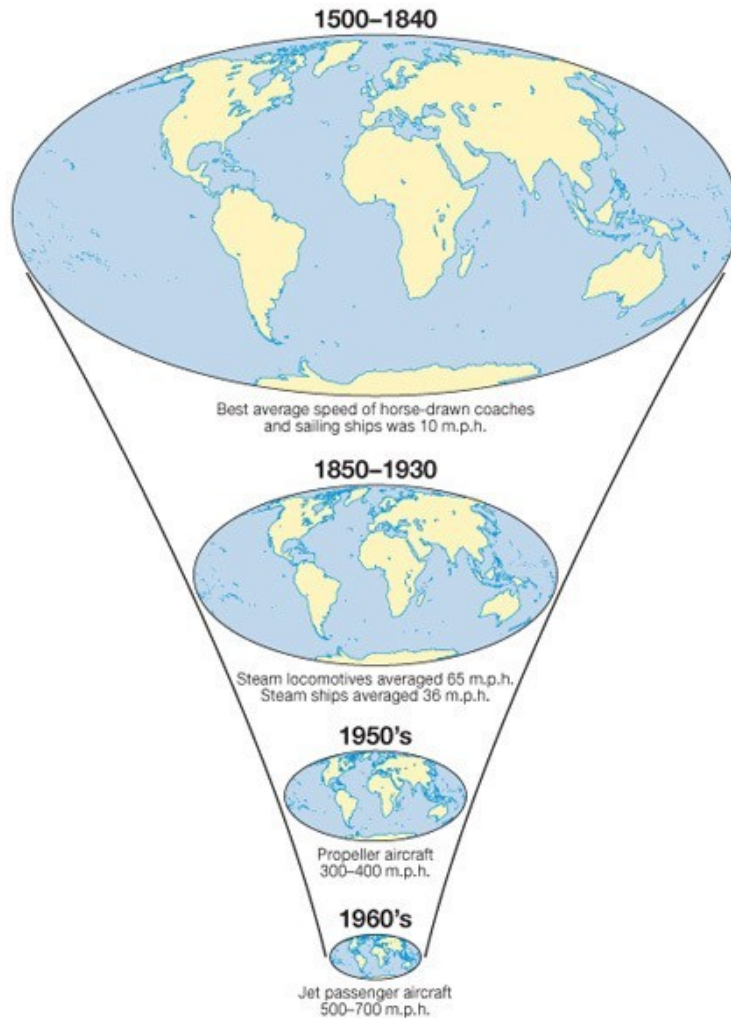 1500–1840
Best average speed of horse-drawn coaches
and sailing ships was 10 m.p.h.
1850–1930
Steam locomotives averaged 65 m.p.h.
Steam ships averaged 36 m.p.h.
1950's
Propeller aircraft
300–400 m.p.h.
1960's
Jet passenger aircraft
500–700 m.p.h.